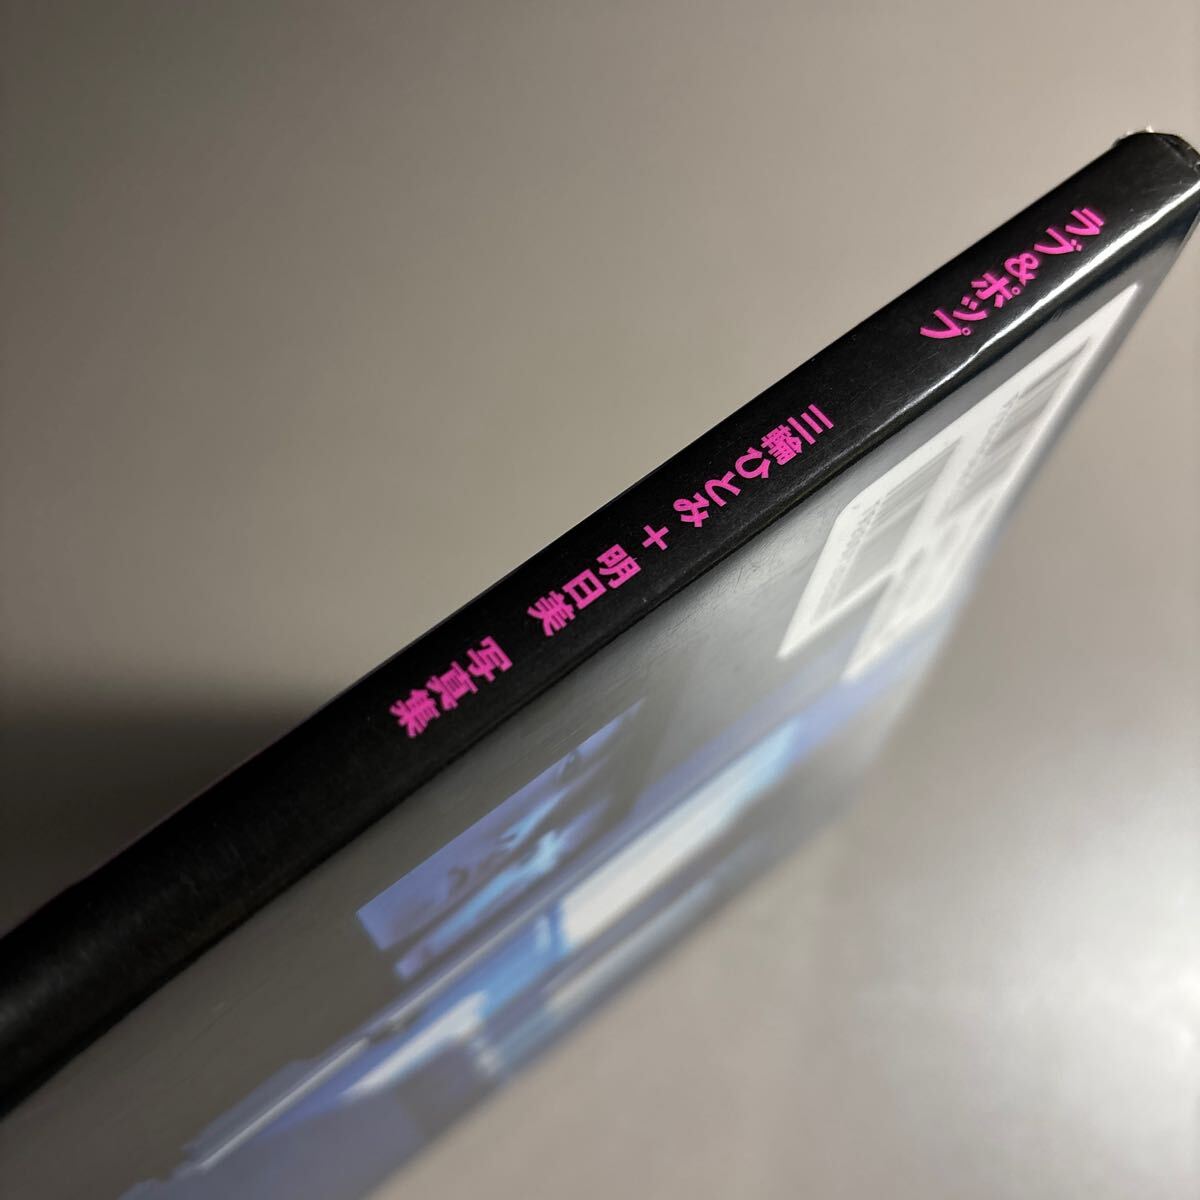 ラブ&ポップ
三輪ひとみ+明日美 写真集